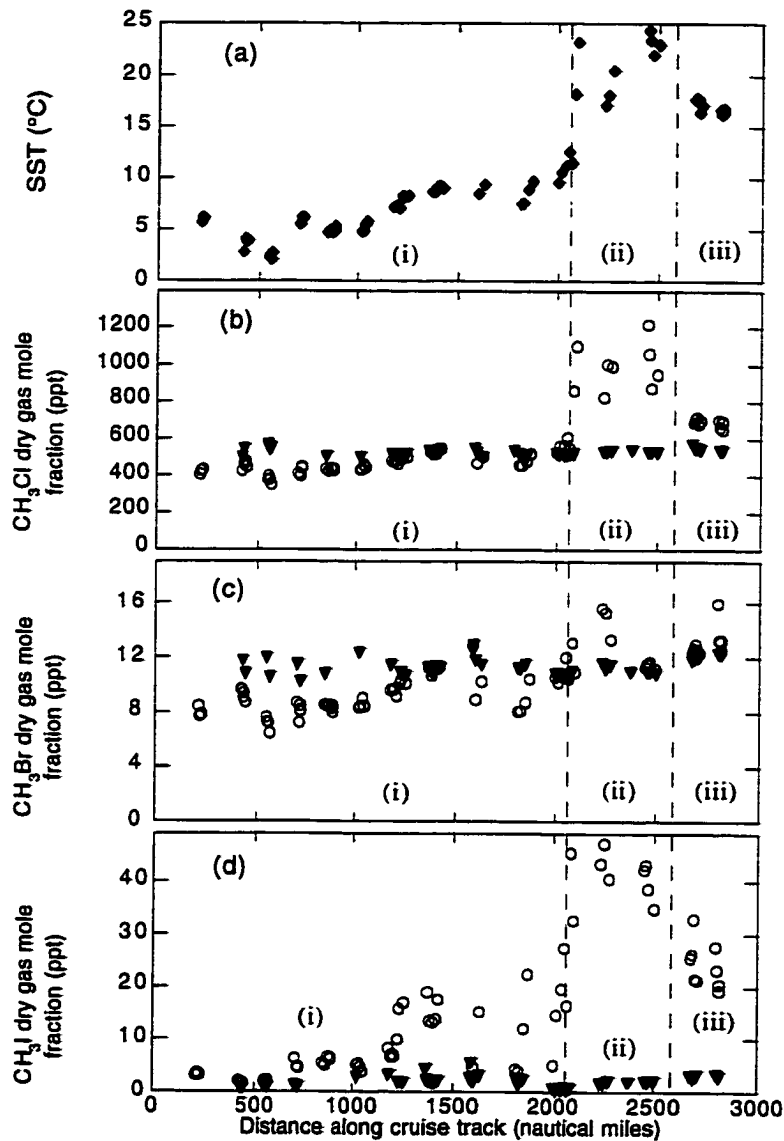 25
20
15
10
5
0
SST (°C)
(a)
(i)
(ii)
(iii)
1200
1000
800
600
400
200
0
CH₃Cl dry gas mole
fraction (ppt)
(b)
(i)
(ii)
(iii)
16
12
8
4
0
CH₃Br dry gas mole
fraction (ppt)
(c)
(i)
(ii)
(iii)
40
30
20
10
0
CH₃I dry gas mole
fraction (ppt)
(d)
(i)
(ii)
(iii)
0 500 1000 1500 2000 2500 3000
Distance along cruise track (nautical miles)